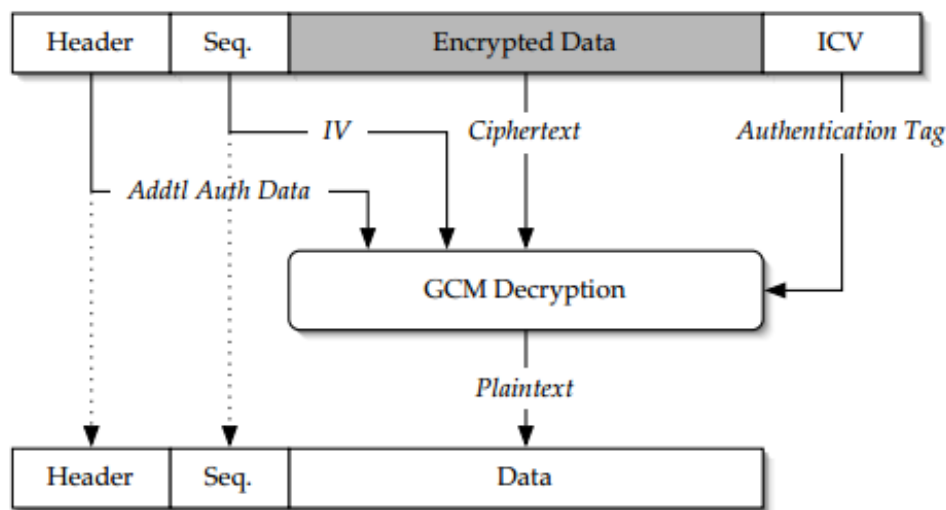 Header Seq. Encrypted Data ICV
IV Ciphertext Authentication Tag
Addtl Auth Data
GCM Decryption
Plaintext
Header Seq. Data